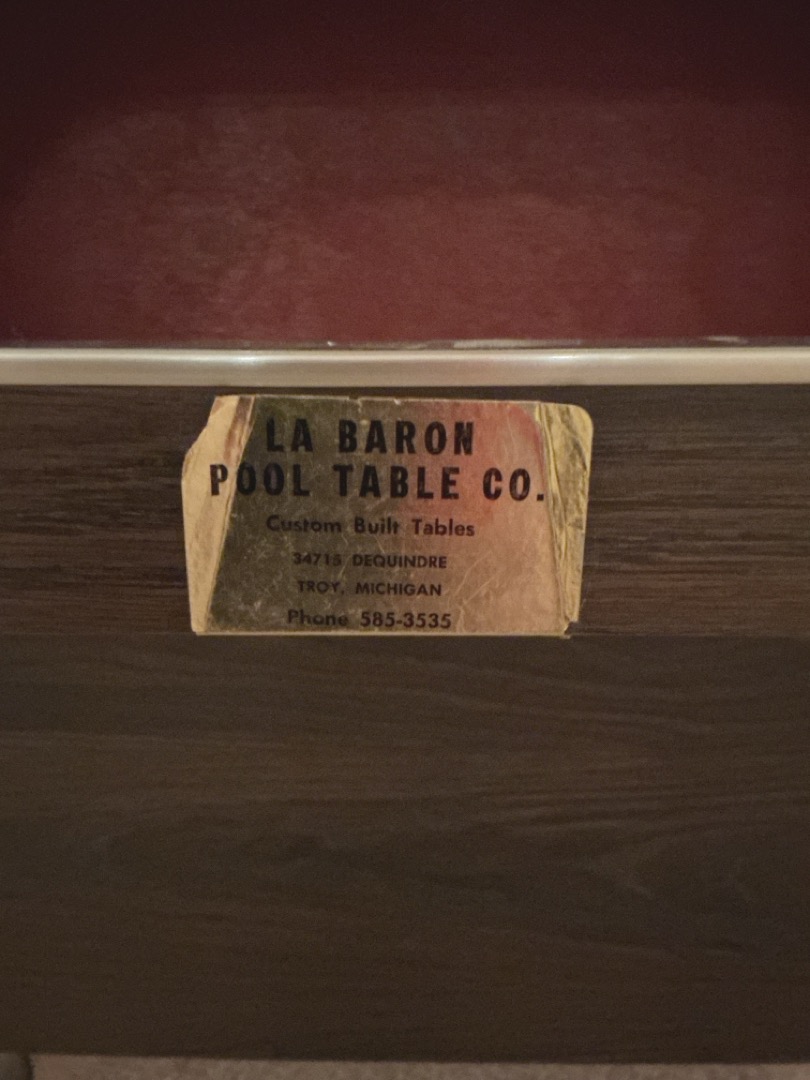 LA BARON
POOL TABLE CO.
Custom Built Tables
34715 DEQUINDRE
TROY, MICHIGAN
Phone 585-3535